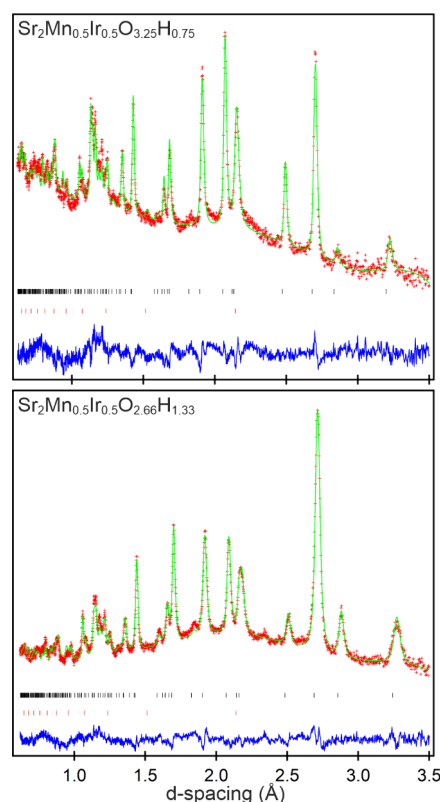 Sr₂Mn₀.₅Ir₀.₅O₃.₂₅H₀.₇₅
Sr₂Mn₀.₅Ir₀.₅O₂.₆₆H₁.₃₃
1.0 1.5 2.0 2.5 3.0 3.5
d-spacing (Å)